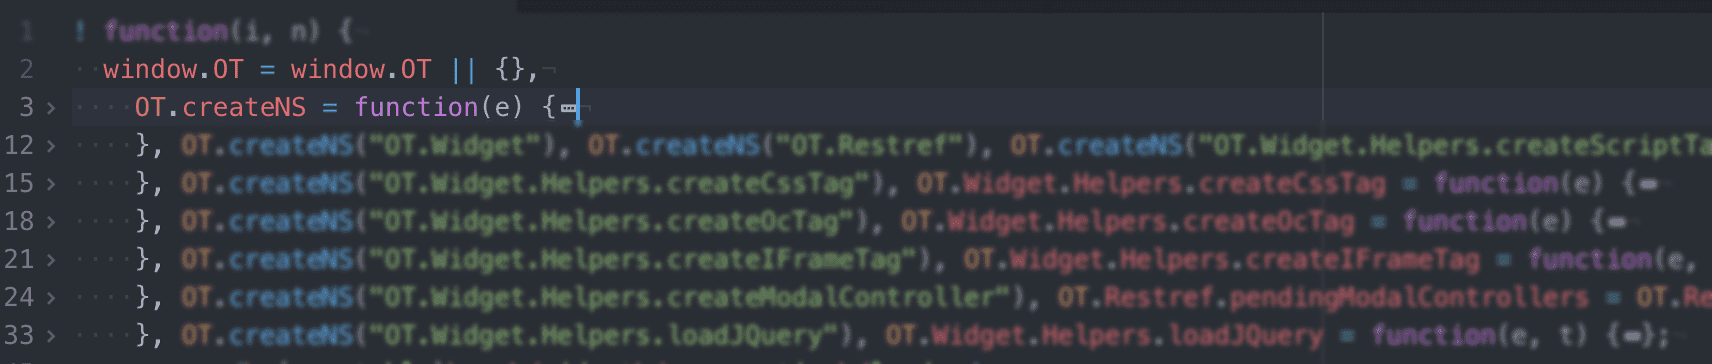 1 ! function(i, n) {
2 window.OT = window.OT || {},
3 OT.createNS = function(e) {
12 }, OT.createNS("OT.Widget"), OT.createNS("OT.Restref"), OT.createNS("OT.Widget.Helpers.createScriptTa
15 }, OT.createNS("OT.Widget.Helpers.createCssTag"), OT.Widget.Helpers.createCssTag = function(e) {
18 }, OT.createNS("OT.Widget.Helpers.createOcTag"), OT.Widget.Helpers.createOcTag = function(e) {
21 }, OT.createNS("OT.Widget.Helpers.createIFrameTag"), OT.Widget.Helpers.createIFrameTag = function(e,
24 }, OT.createNS("OT.Widget.Helpers.createModalController"), OT.Restref.pendingModalControllers = OT.Re
33 }, OT.createNS("OT.Widget.Helpers.loadJQuery"), OT.Widget.Helpers.loadJQuery = function(e, t) {};